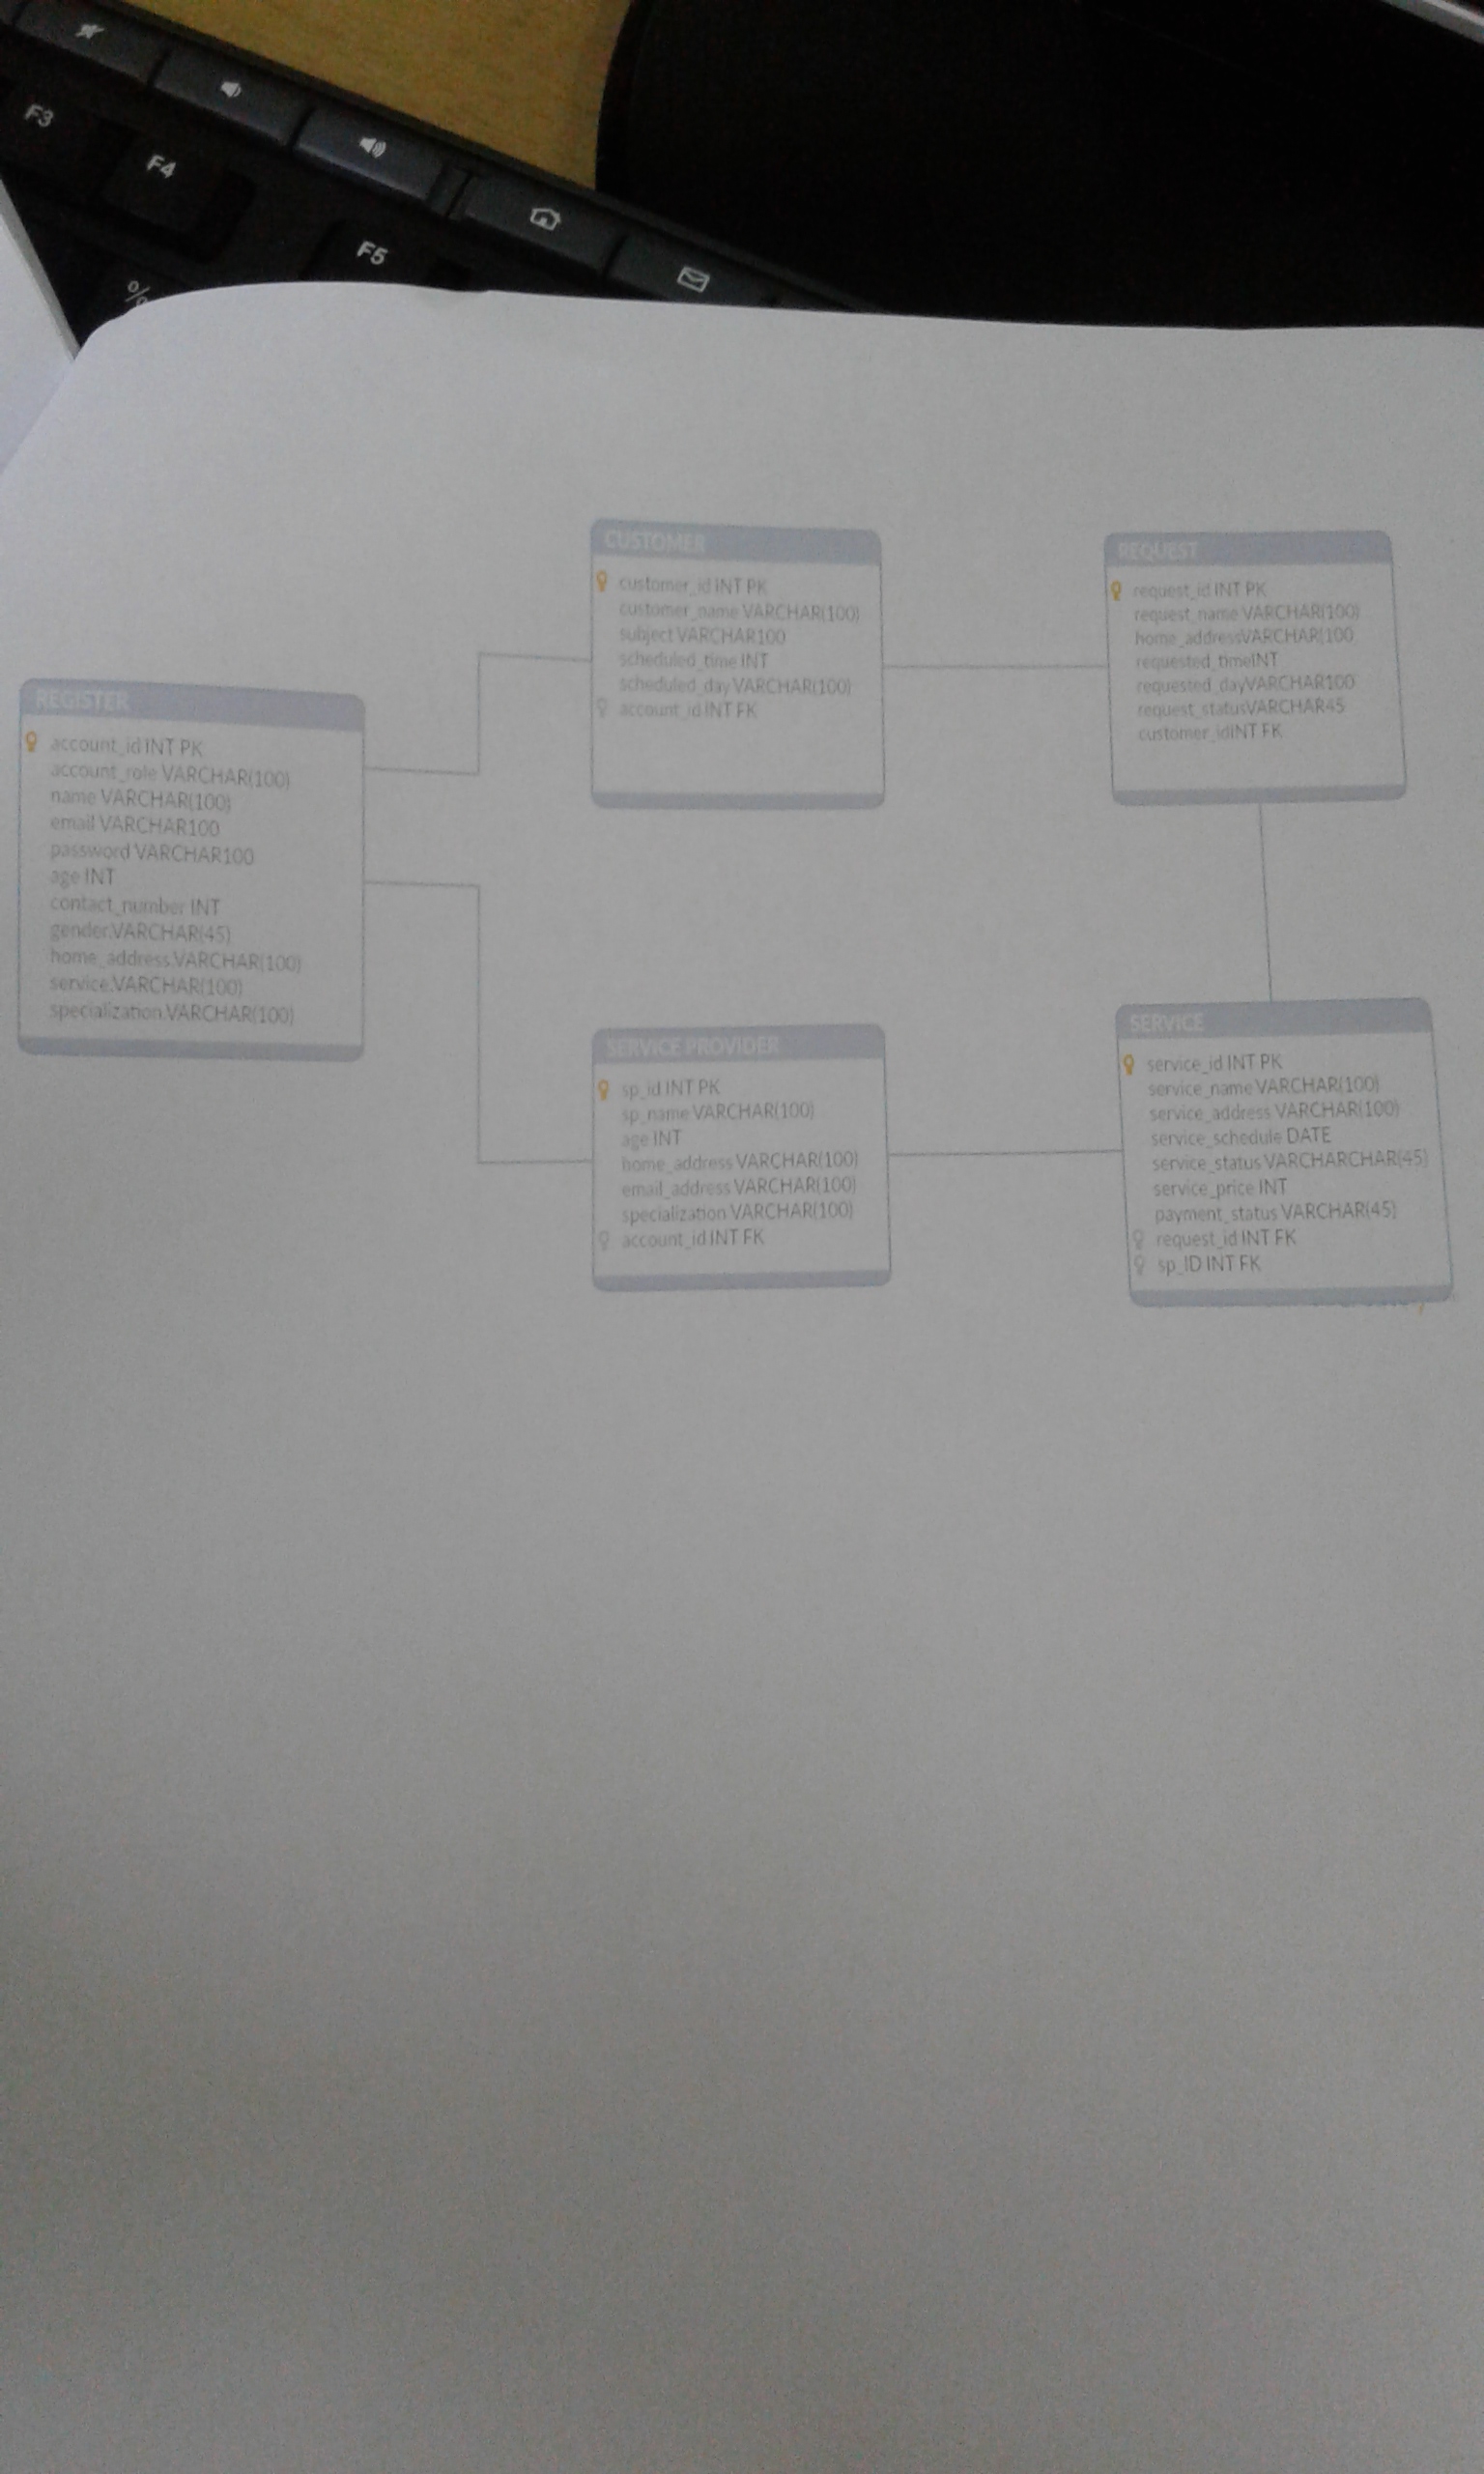 F3
F4
F5
%
REGISTER
account_id INT PK
account_role VARCHAR(100)
name VARCHAR(100)
email VARCHAR100
password VARCHAR100
age INT
contact_number INT
gender.VARCHAR(45)
home_address.VARCHAR(100)
service.VARCHAR(100)
specialization.VARCHAR(100)
CUSTOMER
customer_id INT PK
customer_name VARCHAR(100)
subject VARCHAR100
scheduled_time INT
scheduled_day VARCHAR(100)
account_id INT FK
REQUEST
request_id INT PK
request_name VARCHAR(100)
home_addressVARCHAR(100
requested_timeINT
requested_dayVARCHAR100
request_statusVARCHAR45
customer_idINT FK
SERVICE PROVIDER
sp_id INT PK
sp_name VARCHAR(100)
age INT
home_address VARCHAR(100)
email_address VARCHAR(100)
specialization VARCHAR(100)
account_id INT FK
SERVICE
service_id INT PK
service_name VARCHAR(100)
service_address VARCHAR(100)
service_schedule DATE
service_status VARCHARCHAR(45)
service_price INT
payment_status VARCHAR(45)
request_id INT FK
sp_ID INT FK